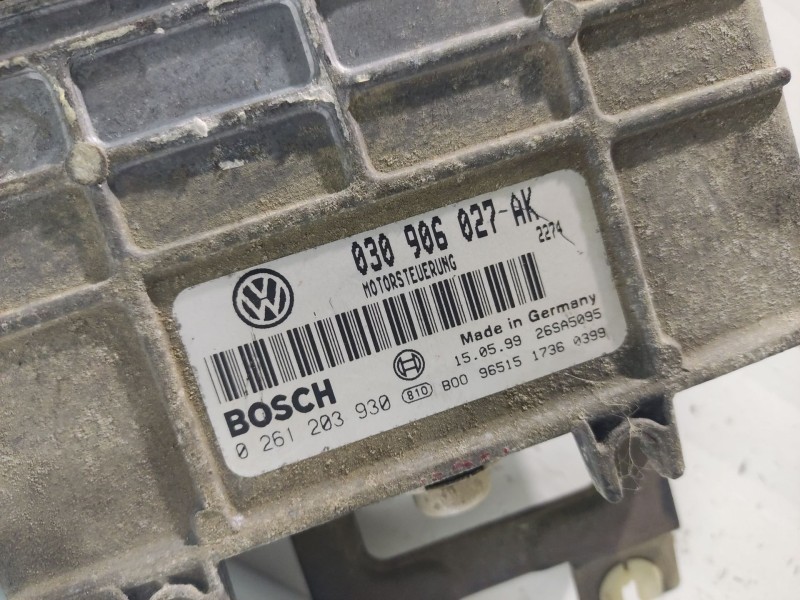 030 906 027-AK
MOTORSTEUERUNG 2274
Made in Germany
15.05.99 26SA5095
BOSCH
0 261 203 930 B10 B00 96515 1736 0399